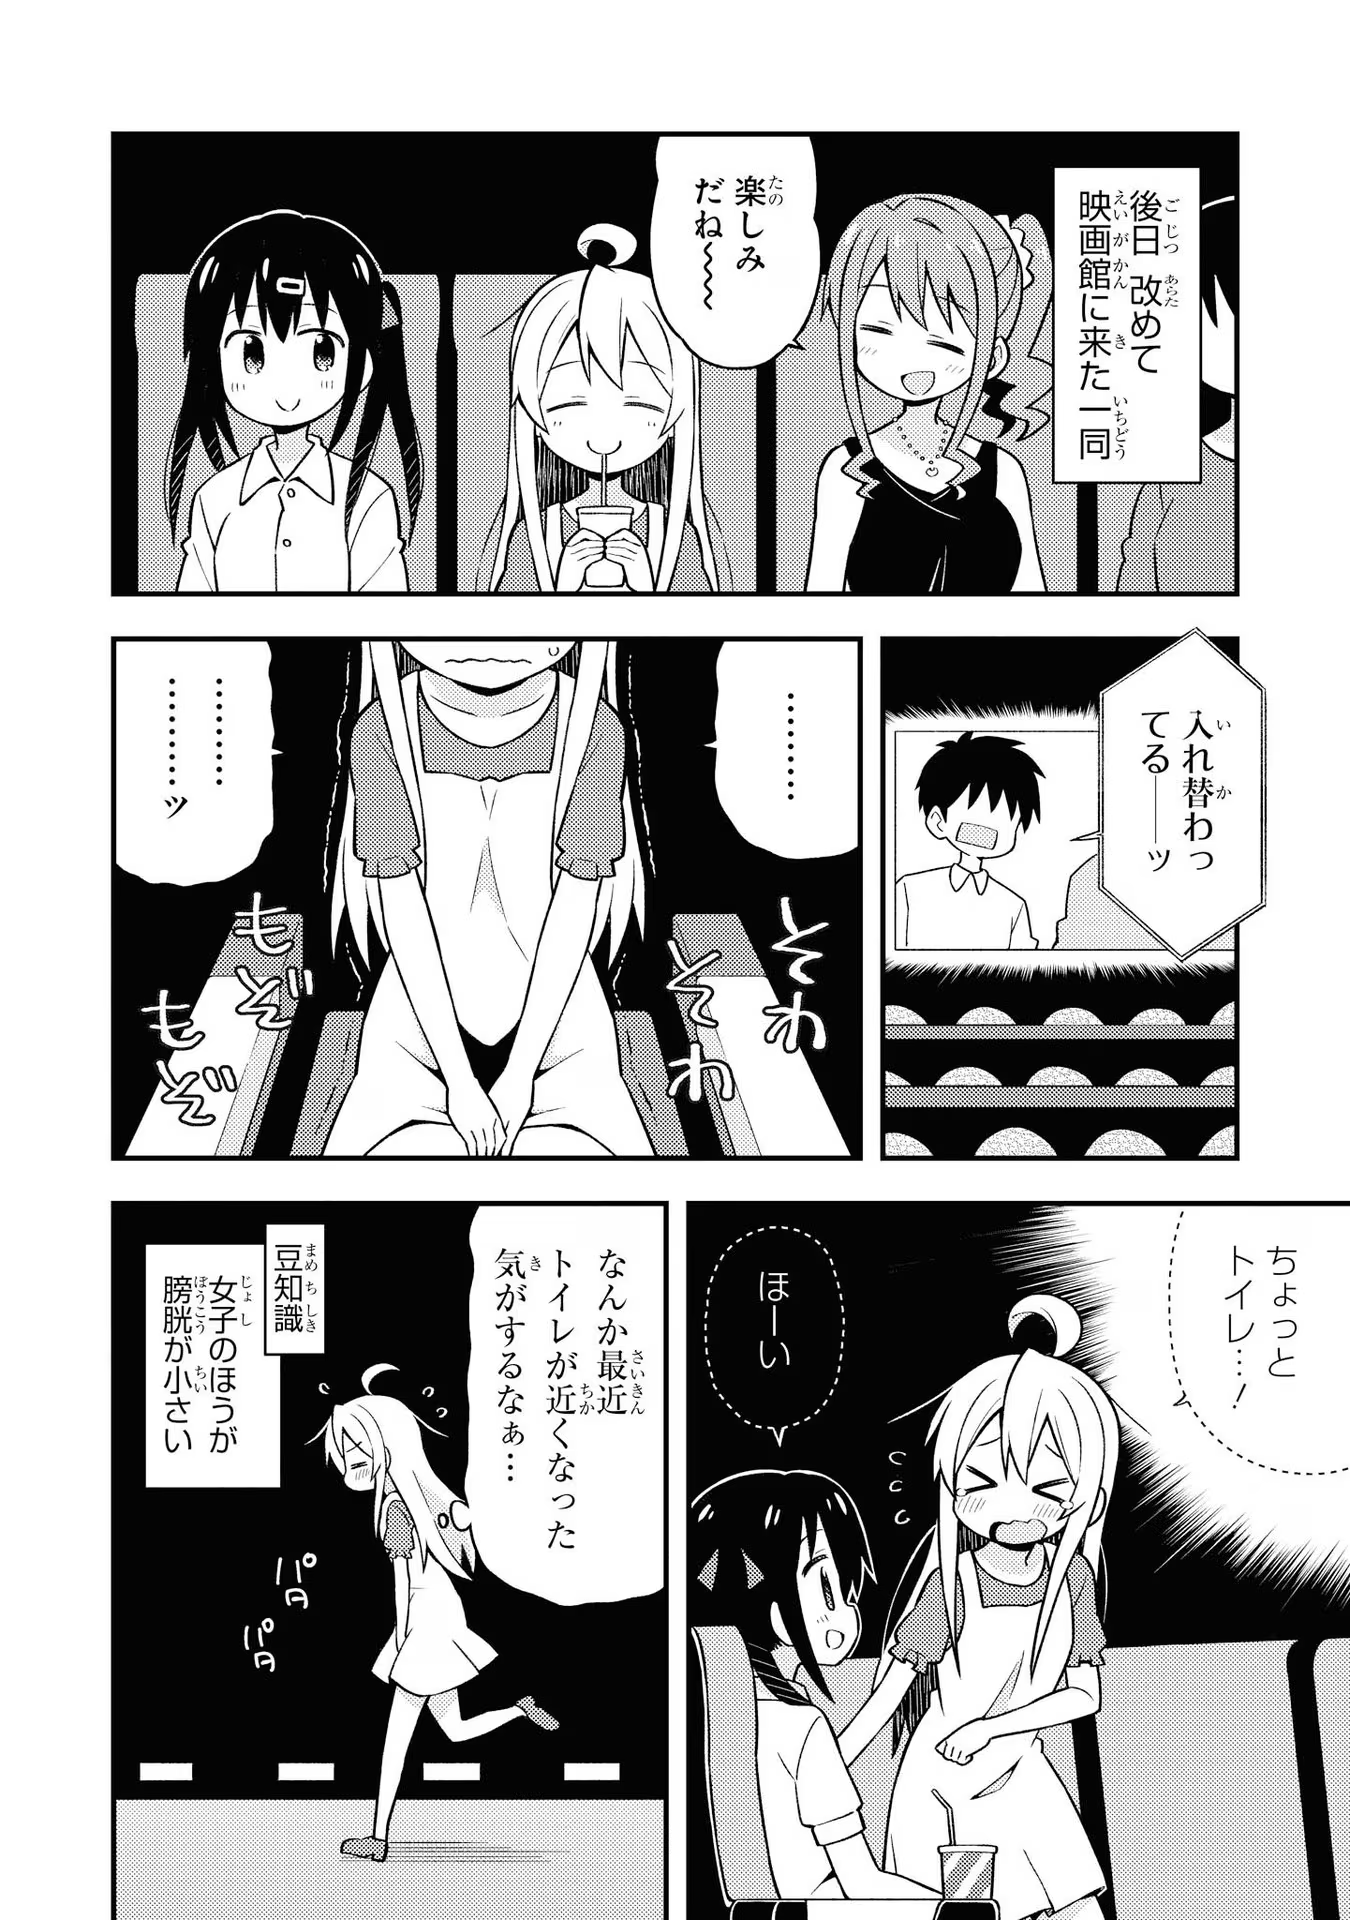 後日 改めて
映画館に来た一同
楽しみ
だね〜〜〜
入れ替わっ
てる――ッ
………
………
………ッ
そわ
そわ
もぞ
もぞ
ちょっと
トイレ…!
ほーい
なんか最近
トイレが近くなった
気がするなぁ…
豆知識
女子のほうが
膀胱が小さい
パタ
パタ